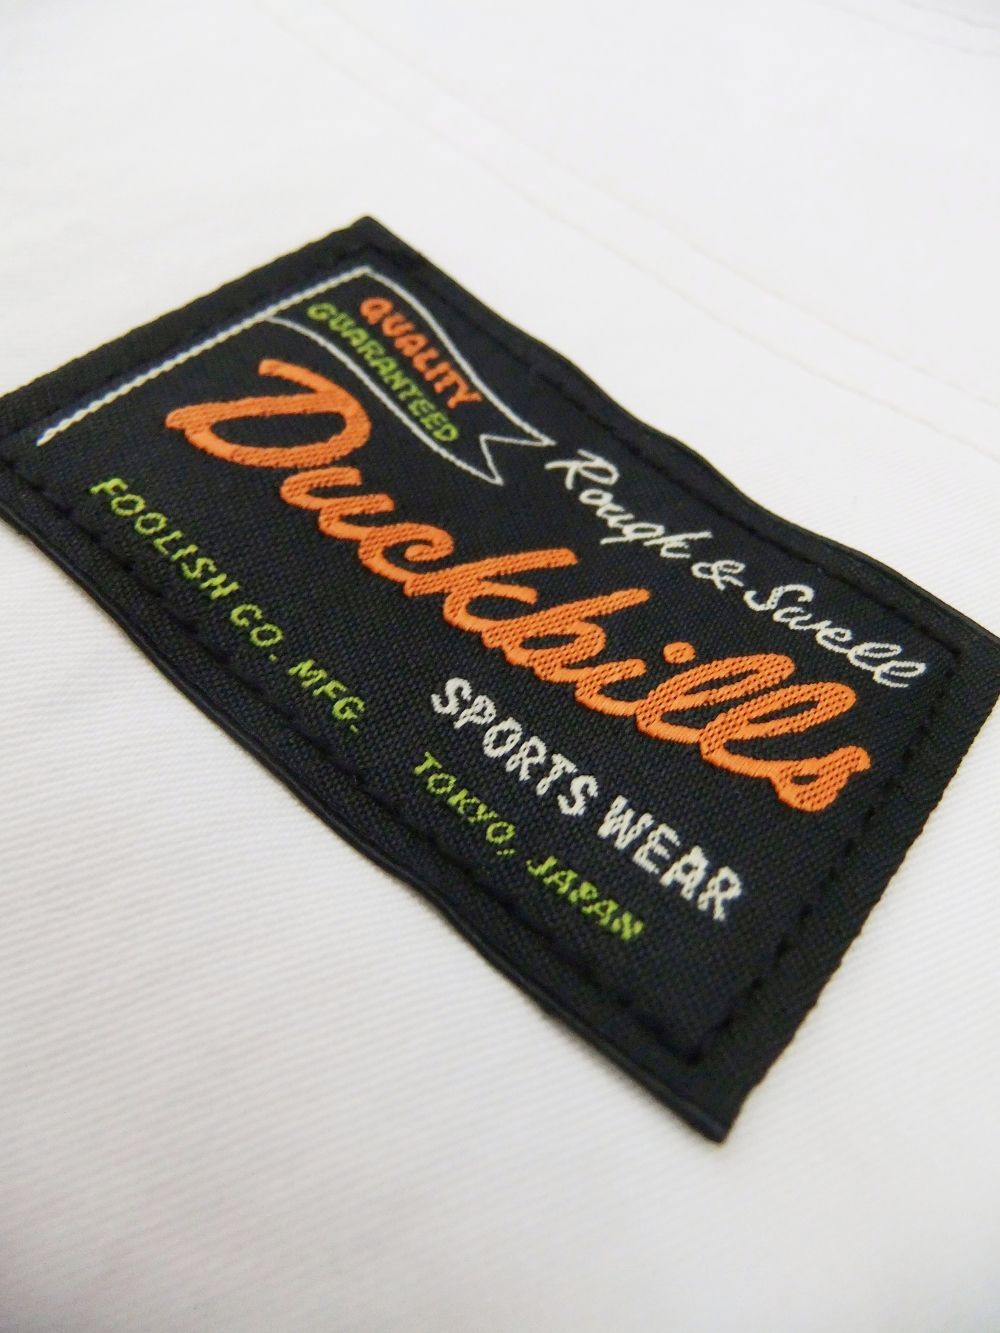 QUALITY
GUARANTEED
Rough & Swell
Duckbills
SPORTS WEAR
FOOLISH CO. MFG. TOKYO, JAPAN